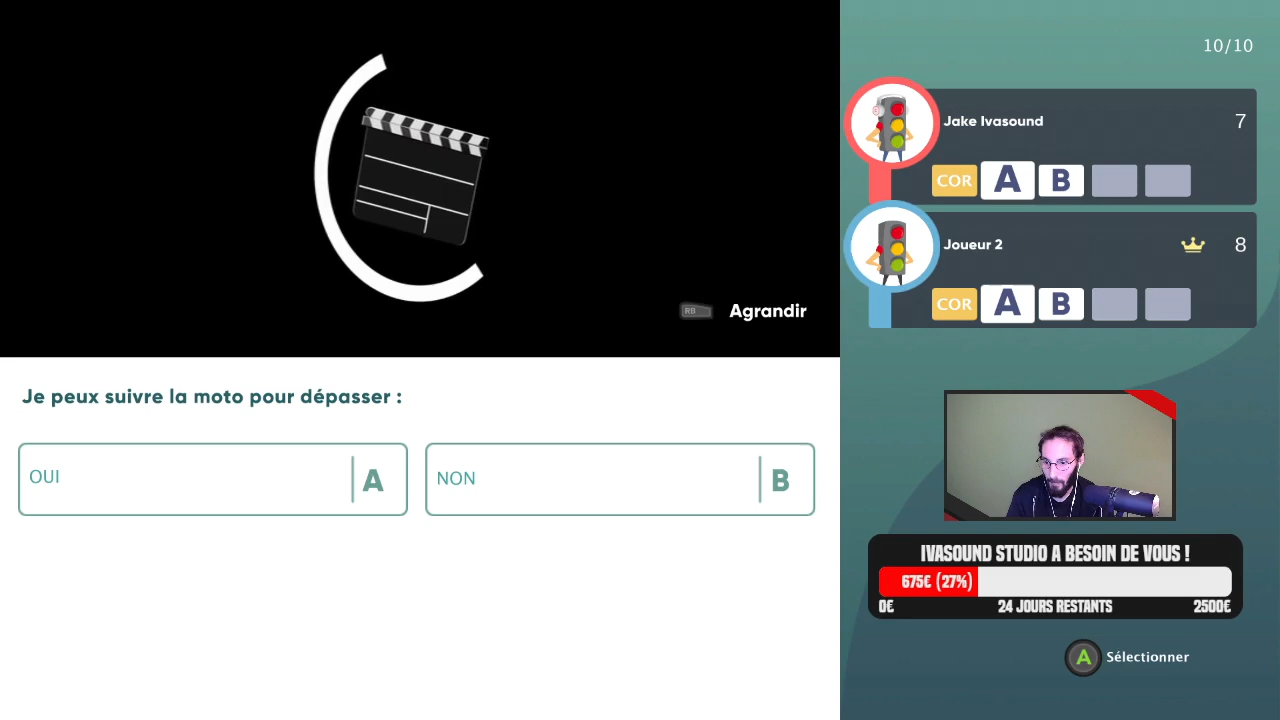 10/10
Jake Ivasound
7
COR
A
B
Joueur 2
8
COR
A
B
RB
Agrandir
Je peux suivre la moto pour dépasser :
OUI
A
NON
B
IVASOUND STUDIO A BESOIN DE VOUS !
675€ (27%)
0€
24 JOURS RESTANTS
2500€
A
Sélectionner